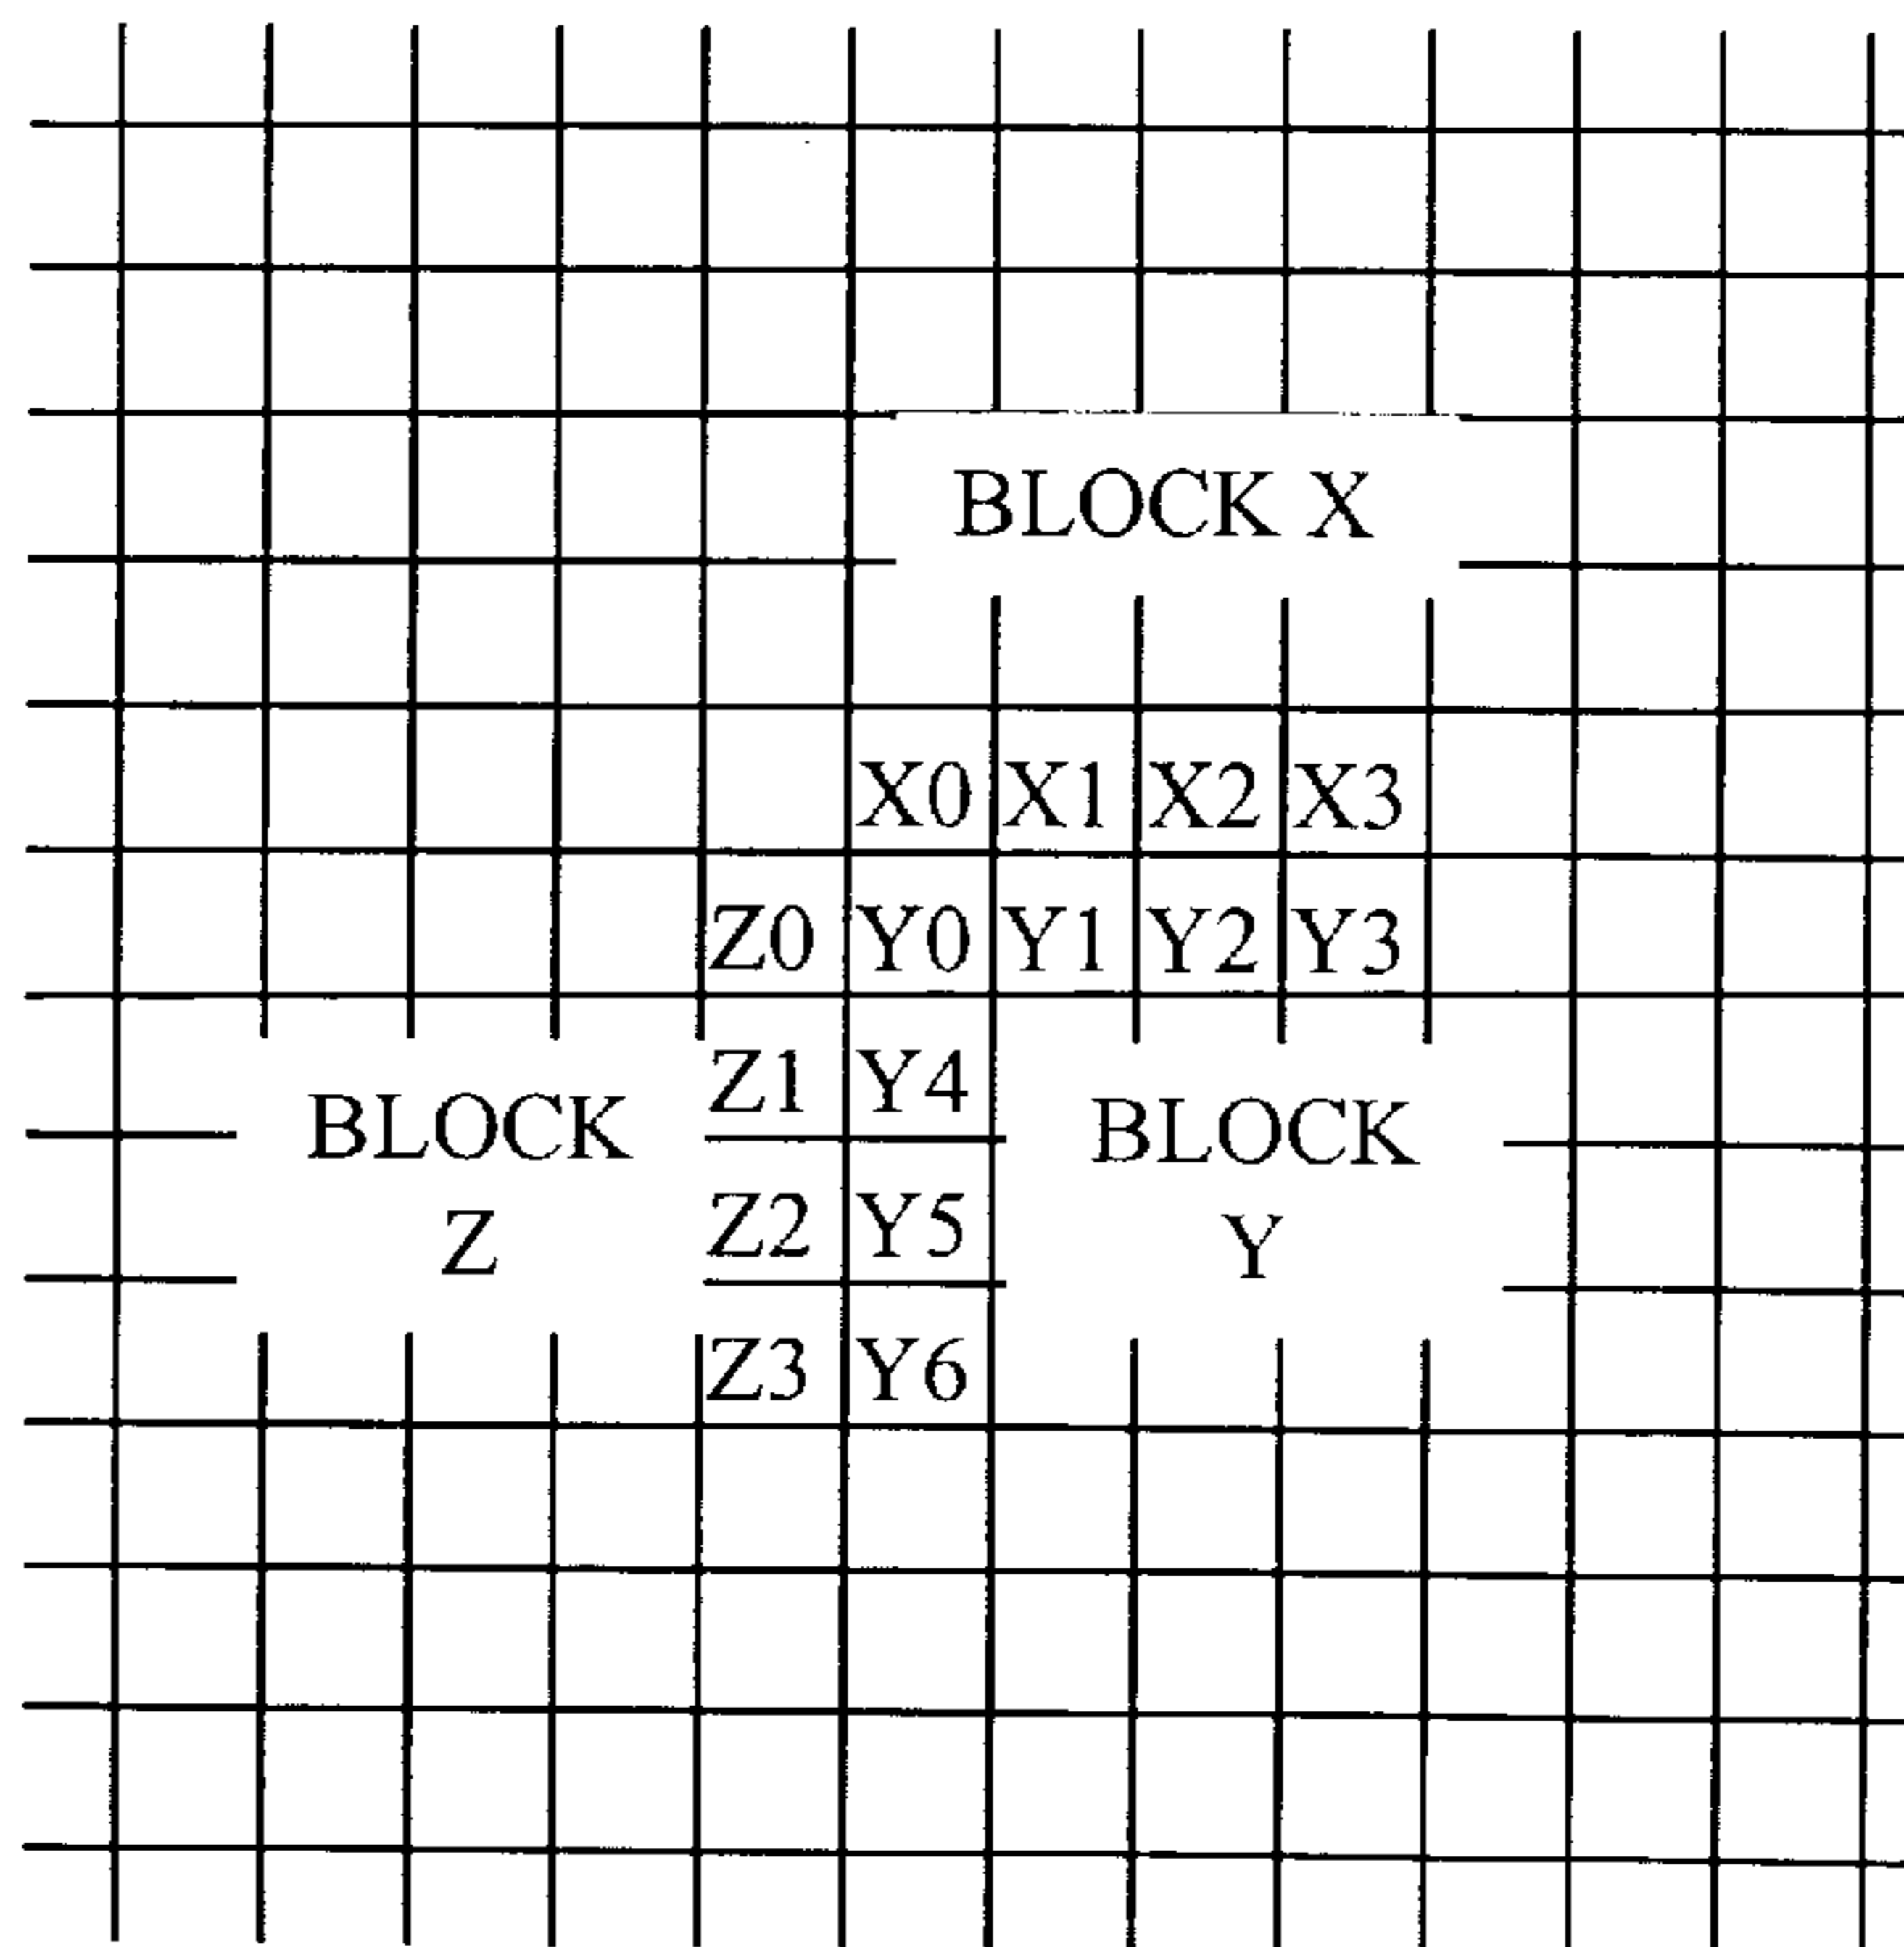 BLOCK X
X0 X1 X2 X3
Z0 Y0 Y1 Y2 Y3
Z1 Y4
BLOCK
Z
BLOCK
Y
Z2 Y5
Z3 Y6